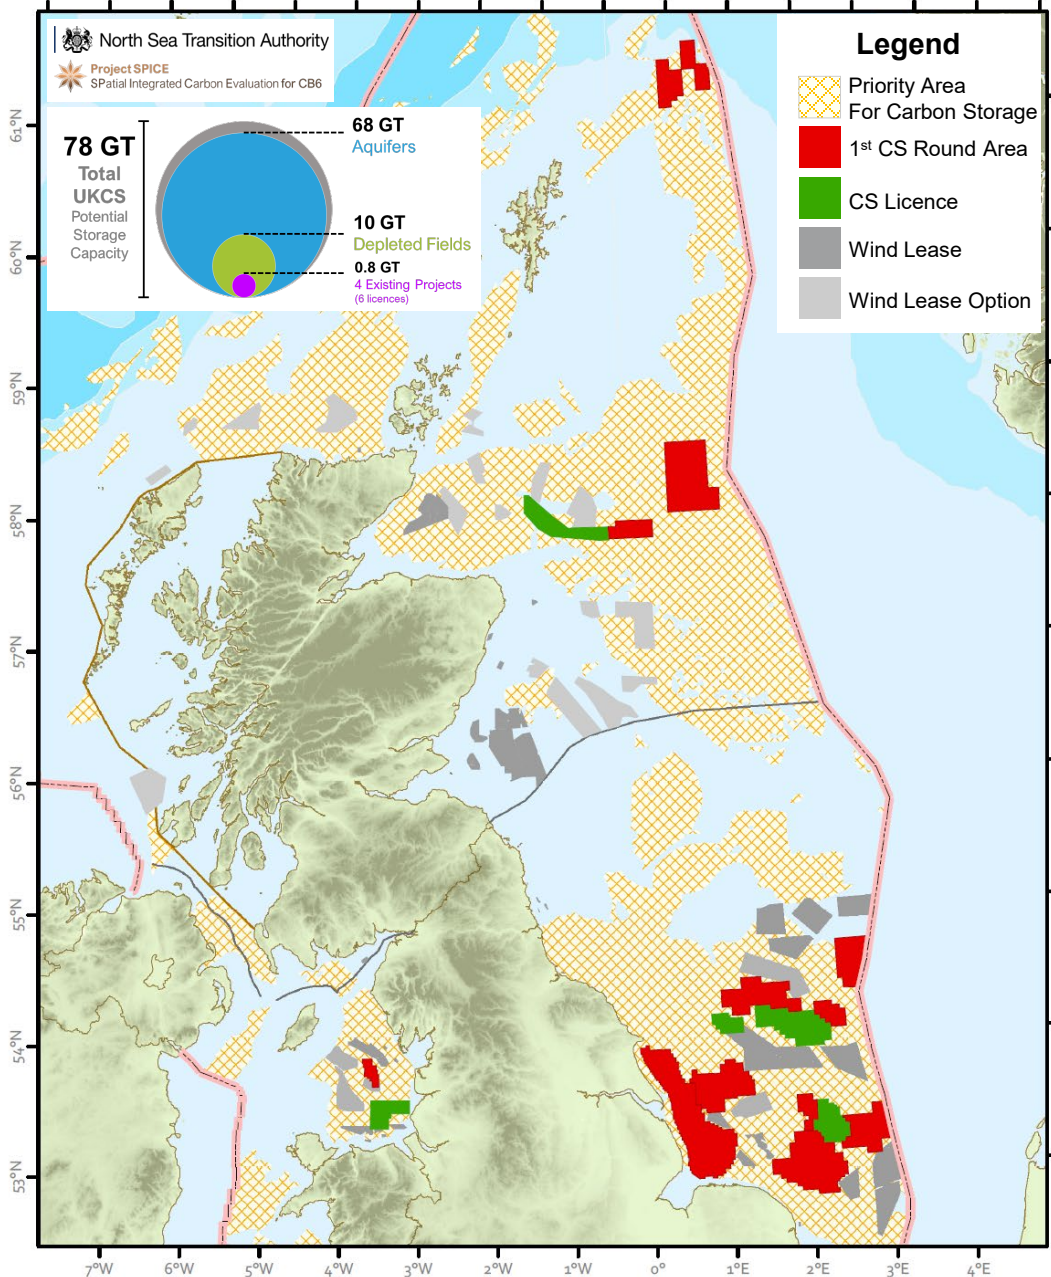 North Sea Transition Authority
Project SPICE
SPatial Integrated Carbon Evaluation for CB6
78 GT
Total
UKCS
Potential
Storage
Capacity
68 GT
Aquifers
10 GT
Depleted Fields
0.8 GT
4 Existing Projects
(6 licences)
Legend
Priority Area
For Carbon Storage
1st CS Round Area
CS Licence
Wind Lease
Wind Lease Option
61°N
60°N
59°N
58°N
57°N
56°N
55°N
54°N
53°N
7°W
6°W
5°W
4°W
3°W
2°W
1°W
0°
1°E
2°E
3°E
4°E